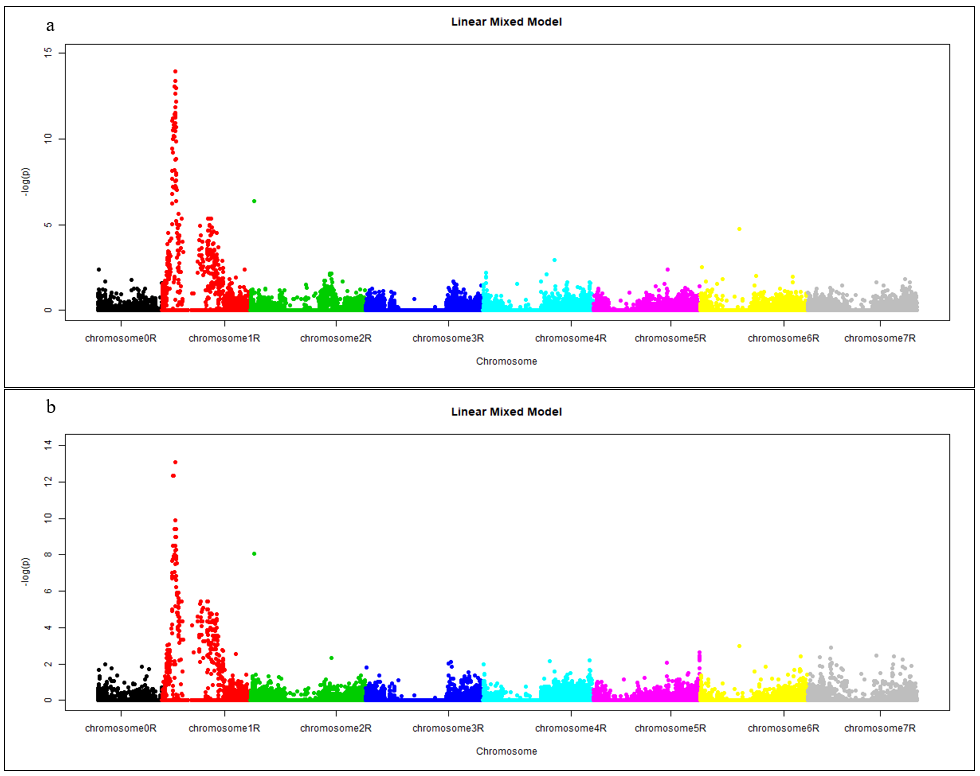 a
Linear Mixed Model
15
10
5
0
-log(p)
chromosome0R chromosome1R chromosome2R chromosome3R chromosome4R chromosome5R chromosome6R chromosome7R
Chromosome
b
Linear Mixed Model
14
12
10
8
6
4
2
0
-log(p)
chromosome0R chromosome1R chromosome2R chromosome3R chromosome4R chromosome5R chromosome6R chromosome7R
Chromosome